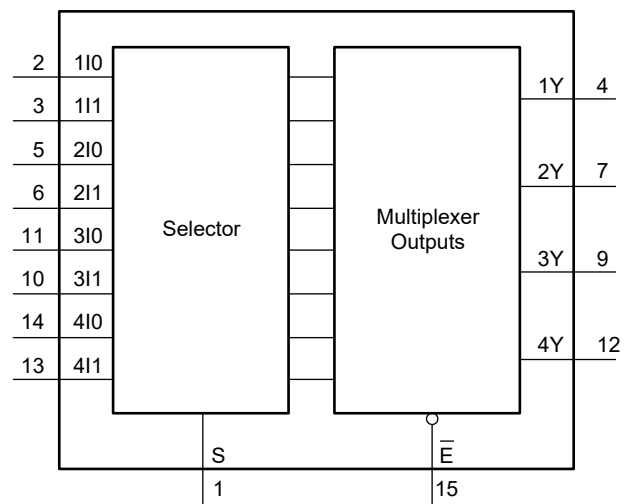 2 1I0
3 1I1
5 2I0
6 2I1
11 3I0
10 3I1
14 4I0
13 4I1
Selector
Multiplexer
Outputs
1Y 4
2Y 7
3Y 9
4Y 12
S
1
E̅
15